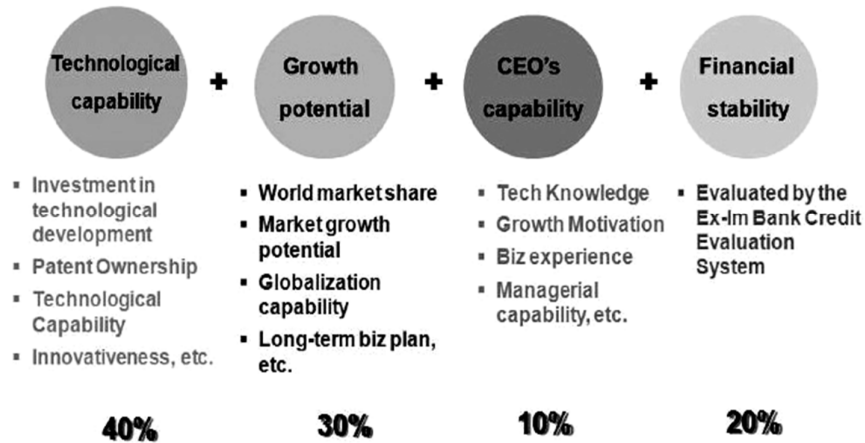 Technological
capability
+
Growth
potential
+
CEO's
capability
+
Financial
stability
▪ Investment in
technological
development
▪ Patent Ownership
▪ Technological
Capability
▪ Innovativeness, etc.
▪ World market share
▪ Market growth
potential
▪ Globalization
capability
▪ Long-term biz plan,
etc.
▪ Tech Knowledge
▪ Growth Motivation
▪ Biz experience
▪ Managerial
capability, etc.
▪ Evaluated by the
Ex-Im Bank Credit
Evaluation
System
40%
30%
10%
20%